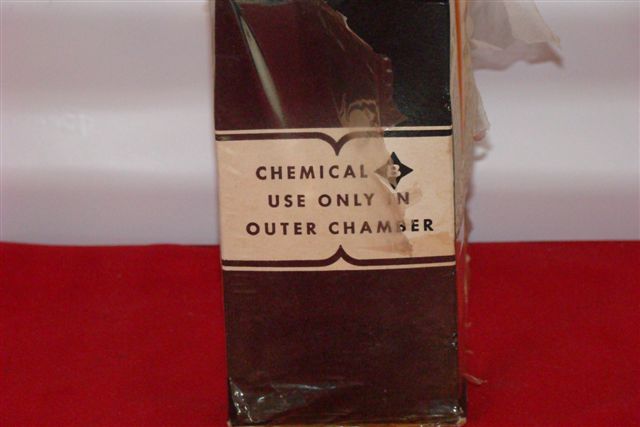 CHEMICAL B
USE ONLY IN
OUTER CHAMBER